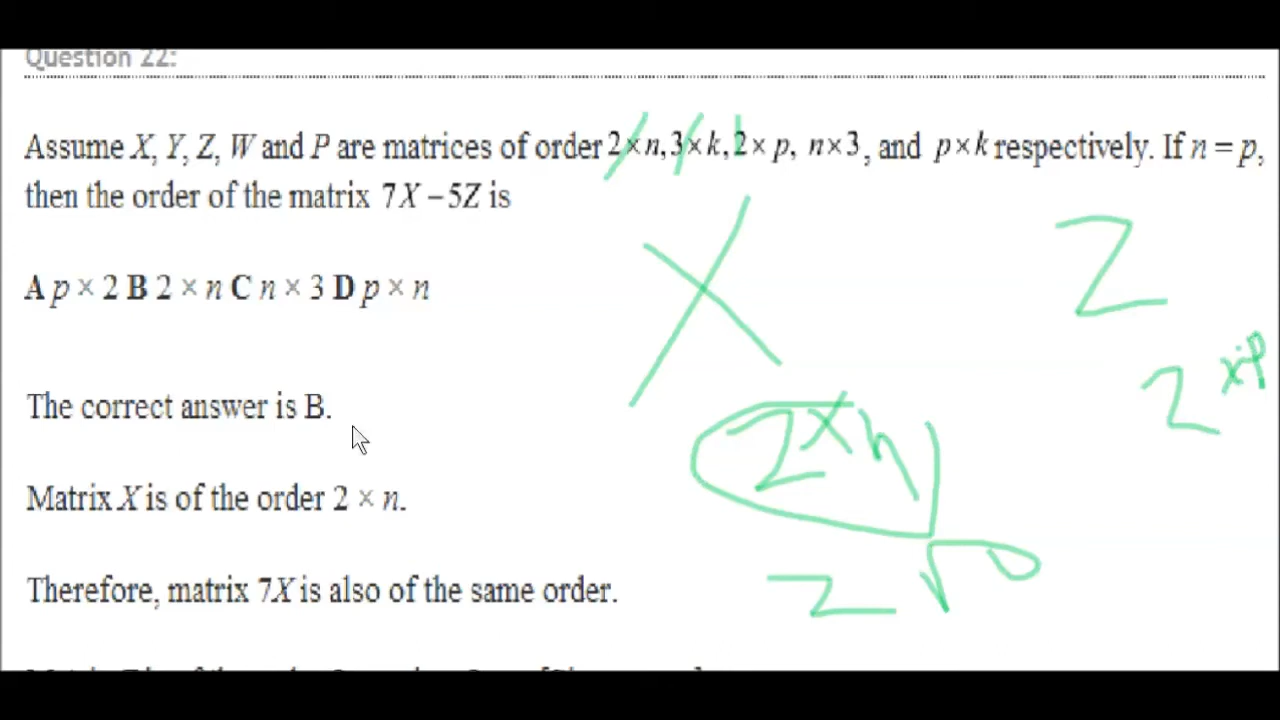 Question 22:
Assume X, Y, Z, W and P are matrices of order 2 × n, 3 × k, 2 × p, n × 3, and p × k respectively. If n = p,
then the order of the matrix 7X − 5Z is
A p × 2 B 2 × n C n × 3 D p × n
The correct answer is B.
Matrix X is of the order 2 × n.
Therefore, matrix 7X is also of the same order.
X
Z
2 × p
2 × n
2
p